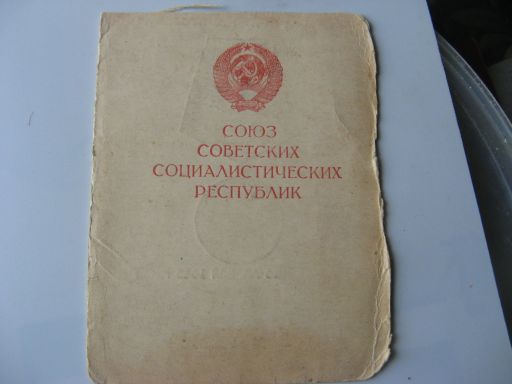 СОЮЗ
СОВЕТСКИХ
СОЦИАЛИСТИЧЕСКИХ
РЕСПУБЛИК